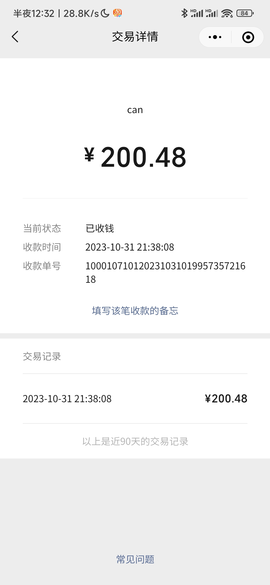 半夜12:32 | 28.8K/s
84
交易详情
can
¥200.48
当前状态 已收钱
收款时间 2023-10-31 21:38:08
收款单号 10001071012023103101995735721618
填写该笔收款的备忘
交易记录
2023-10-31 21:38:08 ¥200.48
以上是近90天的交易记录
常见问题